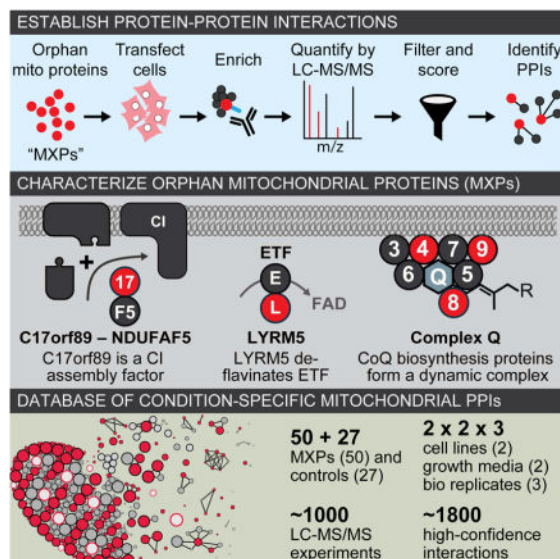 ESTABLISH PROTEIN-PROTEIN INTERACTIONS
Orphan mito proteins
Transfect cells
Enrich
Quantify by LC-MS/MS
Filter and score
Identify PPIs
"MXPs"
m/z
CHARACTERIZE ORPHAN MITOCHONDRIAL PROTEINS (MXPs)
CI
+
17
F5
C17orf89 – NDUFAF5
C17orf89 is a CI
assembly factor
ETF
E
L
FAD
LYRM5
LYRM5 de-
flavinates ETF
3 4 7 9
6 Q 5
8
R
Complex Q
CoQ biosynthesis proteins
form a dynamic complex
DATABASE OF CONDITION-SPECIFIC MITOCHONDRIAL PPIs
50 + 27
MXPs (50) and
controls (27)
2 x 2 x 3
cell lines (2)
growth media (2)
bio replicates (3)
~1000
LC-MS/MS
experiments
~1800
high-confidence
interactions